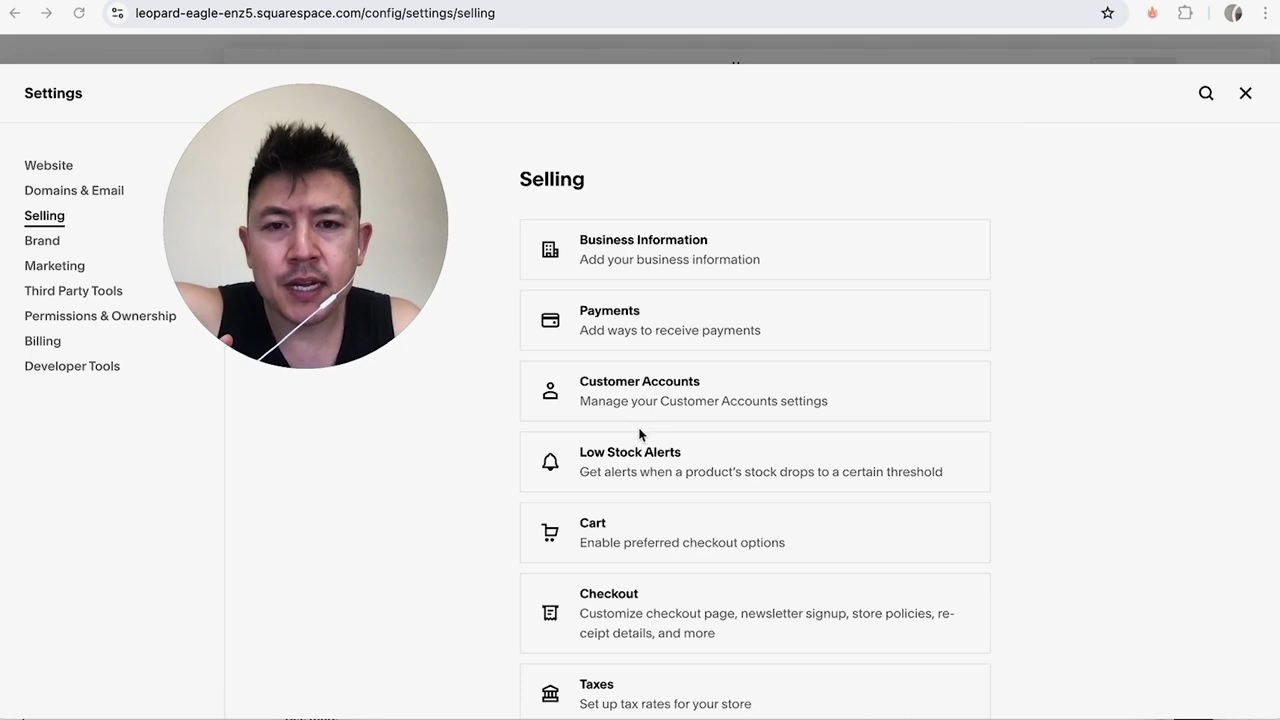 leopard-eagle-enz5.squarespace.com/config/settings/selling
Settings
Website
Domains & Email
Selling
Brand
Marketing
Third Party Tools
Permissions & Ownership
Billing
Developer Tools
Selling
Business Information
Add your business information
Payments
Add ways to receive payments
Customer Accounts
Manage your Customer Accounts settings
Low Stock Alerts
Get alerts when a product's stock drops to a certain threshold
Cart
Enable preferred checkout options
Checkout
Customize checkout page, newsletter signup, store policies, re-
ceipt details, and more
Taxes
Set up tax rates for your store